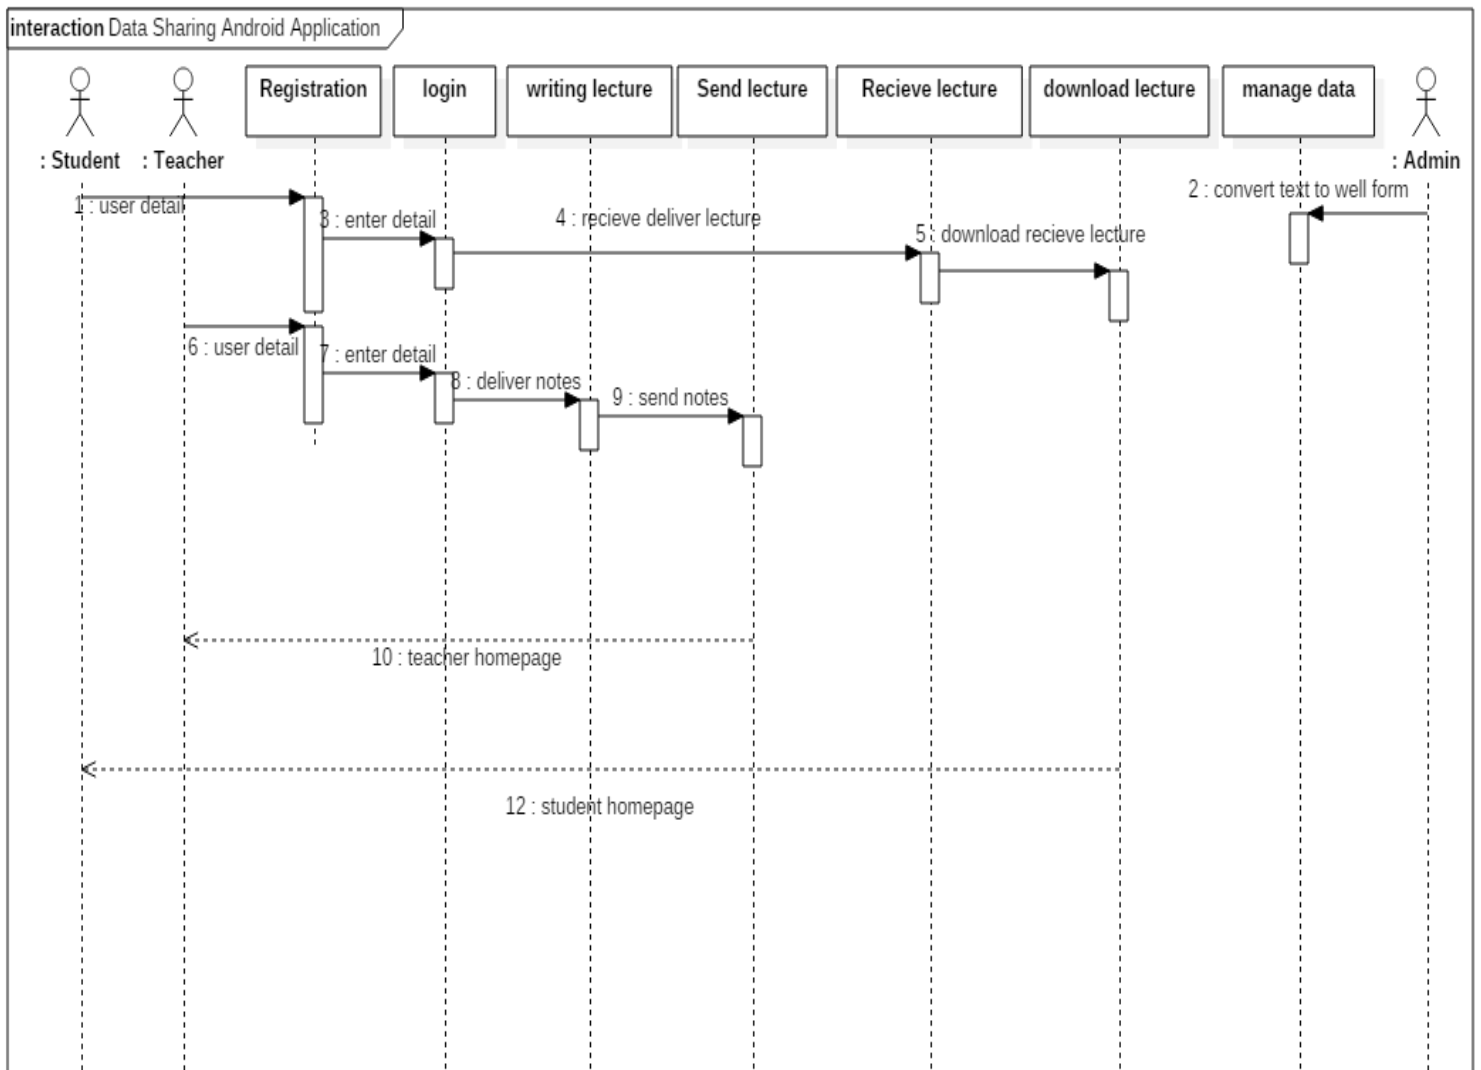 interaction Data Sharing Android Application
Registration
login
writing lecture
Send lecture
Recieve lecture
download lecture
manage data
: Student
: Teacher
: Admin
2 : convert text to well form
1 : user detail
3 : enter detail
4 : recieve deliver lecture
5 : download recieve lecture
6 : user detail
7 : enter detail
8 : deliver notes
9 : send notes
10 : teacher homepage
12 : student homepage